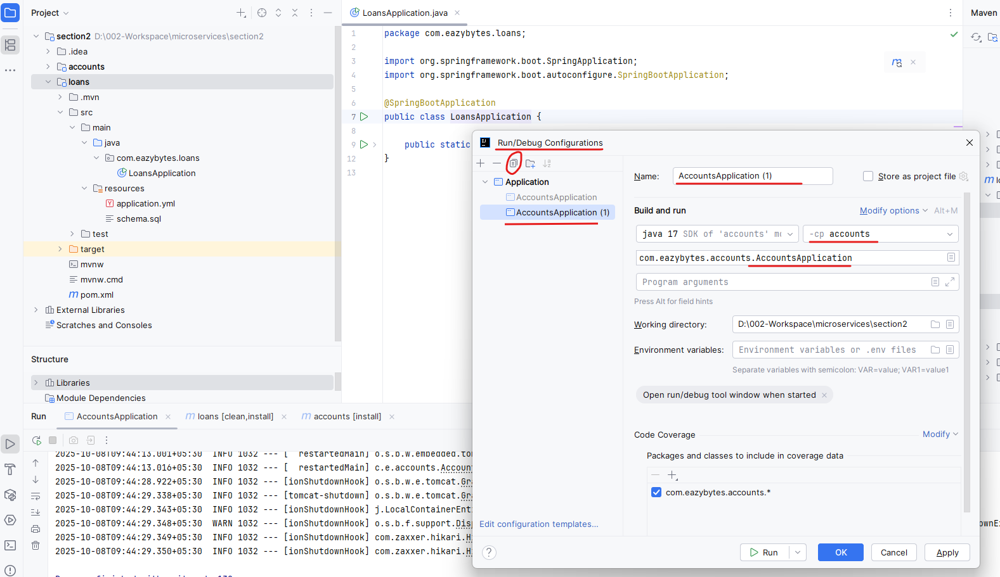 Project
section2 D:\002-Workspace\microservices\section2
.idea
accounts
loans
.mvn
src
main
java
com.eazybytes.loans
LoansApplication
resources
application.yml
schema.sql
test
target
mvnw
mvnw.cmd
pom.xml
External Libraries
Scratches and Consoles
Structure
Libraries
Module Dependencies
LoansApplication.java
1 package com.eazybytes.loans;
2
3 import org.springframework.boot.SpringApplication;
4 import org.springframework.boot.autoconfigure.SpringBootApplication;
5
6 @SpringBootApplication
7 public class LoansApplication {
8
9 public static
12 }
13
Maven
Run/Debug Configurations
Application
AccountsApplication
AccountsApplication (1)
Edit configuration templates...
Name: AccountsApplication (1) Store as project file
Build and run Modify options Alt+M
java 17 SDK of 'accounts' mo -cp accounts
com.eazybytes.accounts.AccountsApplication
Program arguments
Press Alt for field hints
Working directory: D:\002-Workspace\microservices\section2
Environment variables: Environment variables or .env files
Separate variables with semicolon: VAR=value; VAR1=value1
Open run/debug tool window when started
Code Coverage Modify
Packages and classes to include in coverage data
com.eazybytes.accounts.*
? Run OK Cancel Apply
Run AccountsApplication loans [clean,install] accounts [install]
2025-10-08T09:44:13.001+05:30 INFO 1032 --- [ restartedMain] o.s.b.w.embedded.tom
2025-10-08T09:44:13.016+05:30 INFO 1032 --- [ restartedMain] c.e.accounts.Accoun
2025-10-08T09:44:28.922+05:30 INFO 1032 --- [ionShutdownHook] o.s.b.w.e.tomcat.Gra
2025-10-08T09:44:29.338+05:30 INFO 1032 --- [tomcat-shutdown] o.s.b.w.e.tomcat.Gra
2025-10-08T09:44:29.343+05:30 INFO 1032 --- [ionShutdownHook] j.LocalContainerEnt
2025-10-08T09:44:29.348+05:30 WARN 1032 --- [ionShutdownHook] o.s.b.f.support.Disp ownEx
2025-10-08T09:44:29.349+05:30 INFO 1032 --- [ionShutdownHook] com.zaxxer.hikari.Hi
2025-10-08T09:44:29.350+05:30 INFO 1032 --- [ionShutdownHook] com.zaxxer.hikari.Hi